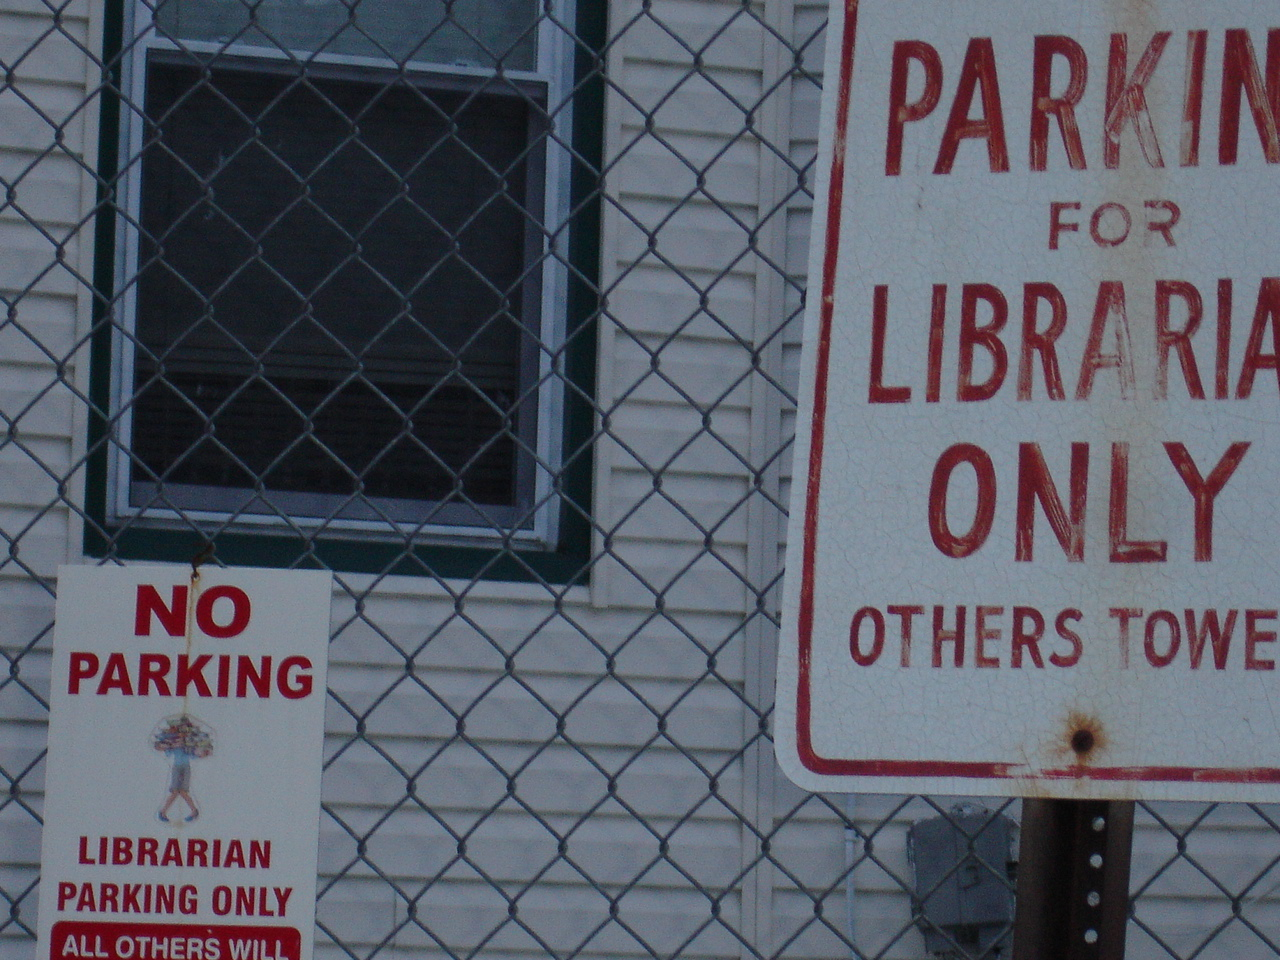 PARKIN
FOR
LIBRARIA
ONLY
OTHERS TOWE
NO
PARKING
LIBRARIAN
PARKING ONLY
ALL OTHERS WILL